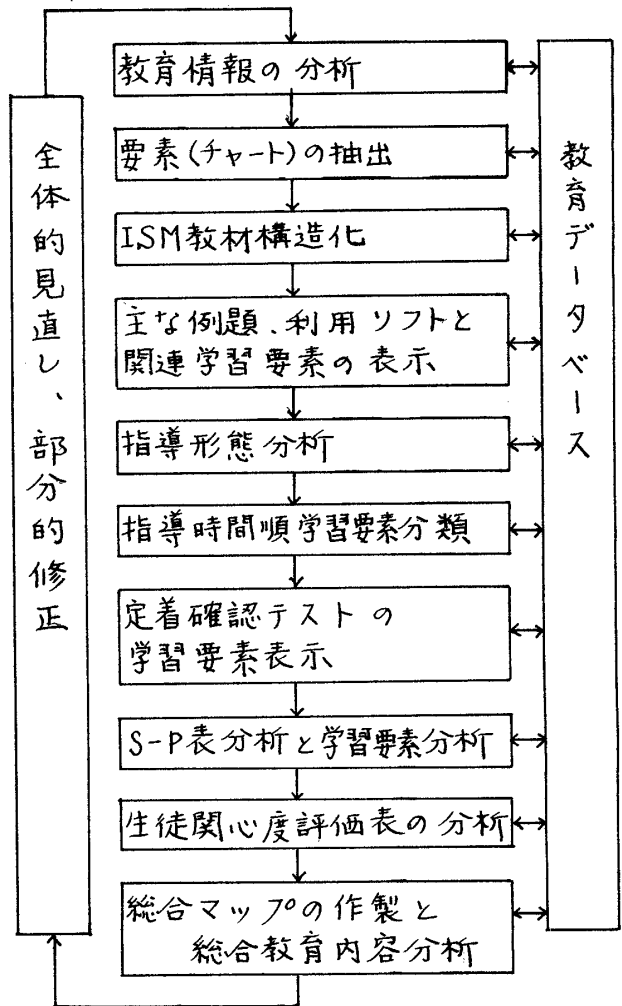 教育情報の分析
要素(チャート)の抽出
ISM教材構造化
主な例題、利用ソフトと
関連学習要素の表示
指導形態分析
指導時間順学習要素分類
定着確認テストの
学習要素表示
S-P表分析と学習要素分析
生徒関心度評価表の分析
総合マップの作製と
総合教育内容分析
全体的見直し、部分的修正
教育データベース